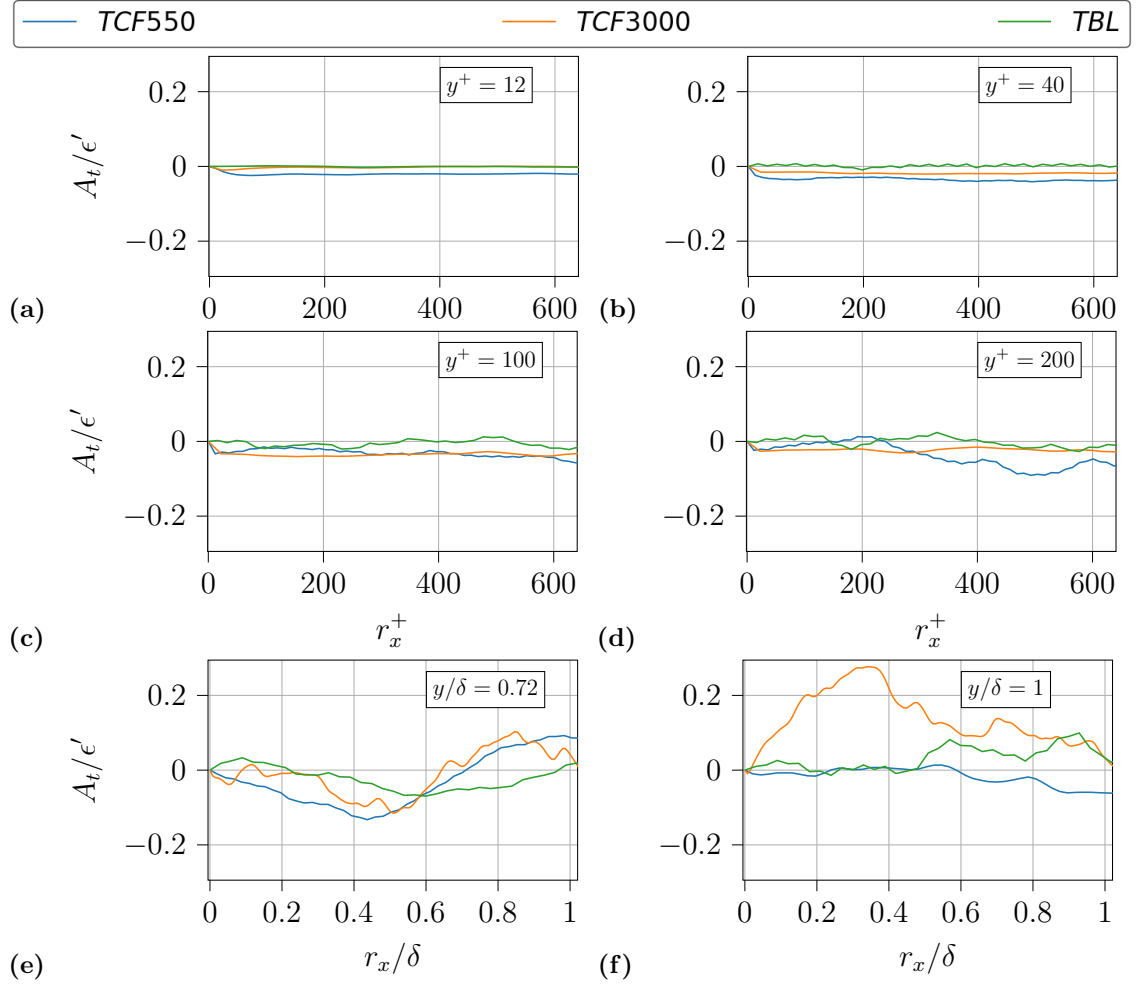 TCF550 TCF3000 TBL
A_t/ϵ′
0.2
0
−0.2
y⁺ = 12
0 200 400 600
(a)
0.2
0
−0.2
y⁺ = 40
0 200 400 600
(b)
A_t/ϵ′
0.2
0
−0.2
y⁺ = 100
0 200 400 600
r_x⁺
(c)
0.2
0
−0.2
y⁺ = 200
0 200 400 600
r_x⁺
(d)
A_t/ϵ′
0.2
0
−0.2
y/δ = 0.72
0 0.2 0.4 0.6 0.8 1
r_x/δ
(e)
0.2
0
−0.2
y/δ = 1
0 0.2 0.4 0.6 0.8 1
r_x/δ
(f)